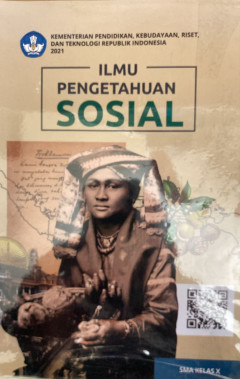 KEMENTERIAN PENDIDIKAN, KEBUDAYAAN, RISET,
DAN TEKNOLOGI REPUBLIK INDONESIA
2021
ILMU
PENGETAHUAN
SOSIAL
SMA KELAS X